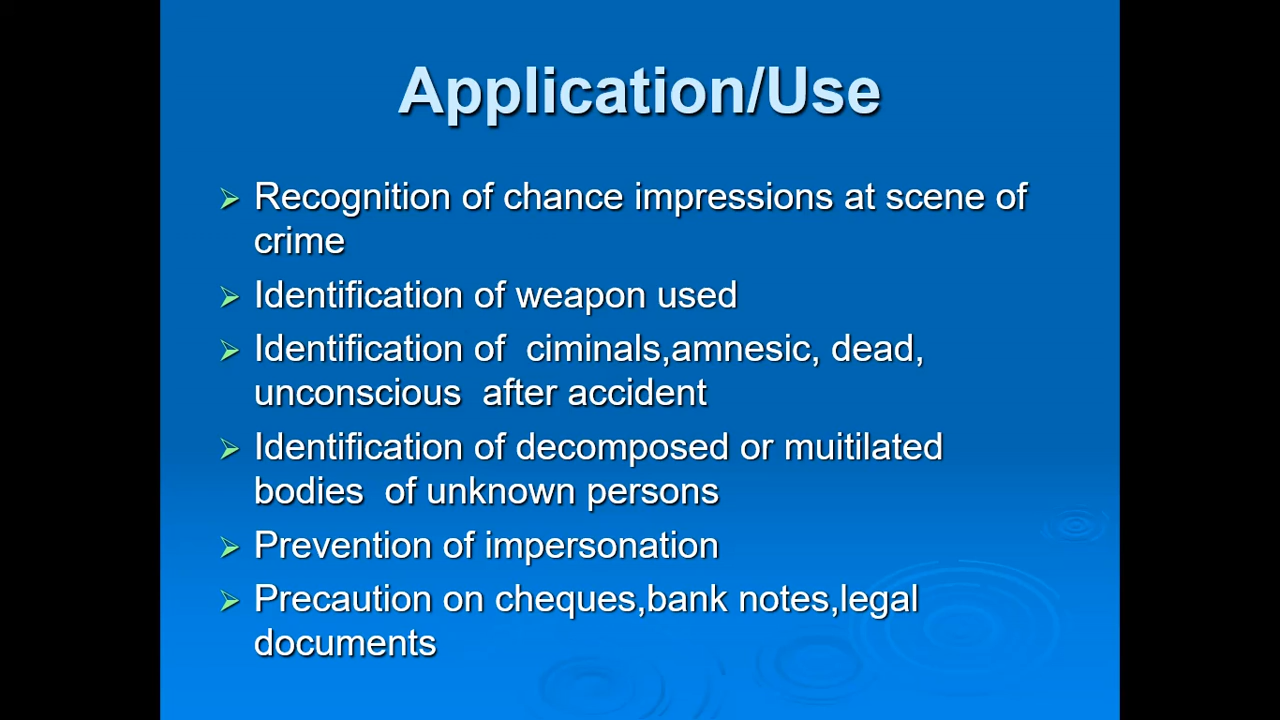 Application/Use
Recognition of chance impressions at scene of
crime
Identification of weapon used
Identification of  ciminals,amnesic, dead,
unconscious  after accident
Identification of decomposed or muitilated
bodies  of unknown persons
Prevention of impersonation
Precaution on cheques,bank notes,legal
documents